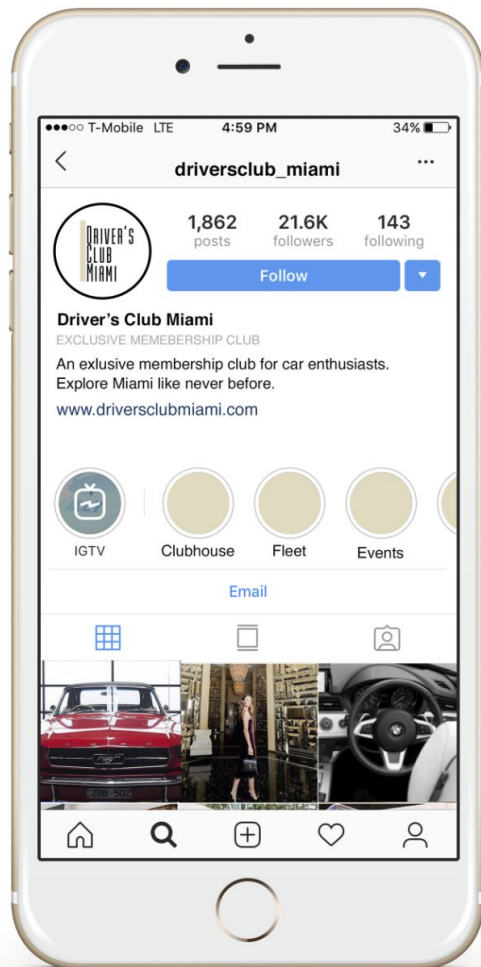 ●●●○○ T-Mobile LTE 4:59 PM 34%
driversclub_miami
DRIVER'S
CLUB
MIAMI
1,862 21.6K 143
posts followers following
Follow
Driver's Club Miami
EXCLUSIVE MEMEBERSHIP CLUB
An exlusive membership club for car enthusiasts.
Explore Miami like never before.
www.driversclubmiami.com
IGTV Clubhouse Fleet Events
Email
ZBB-502